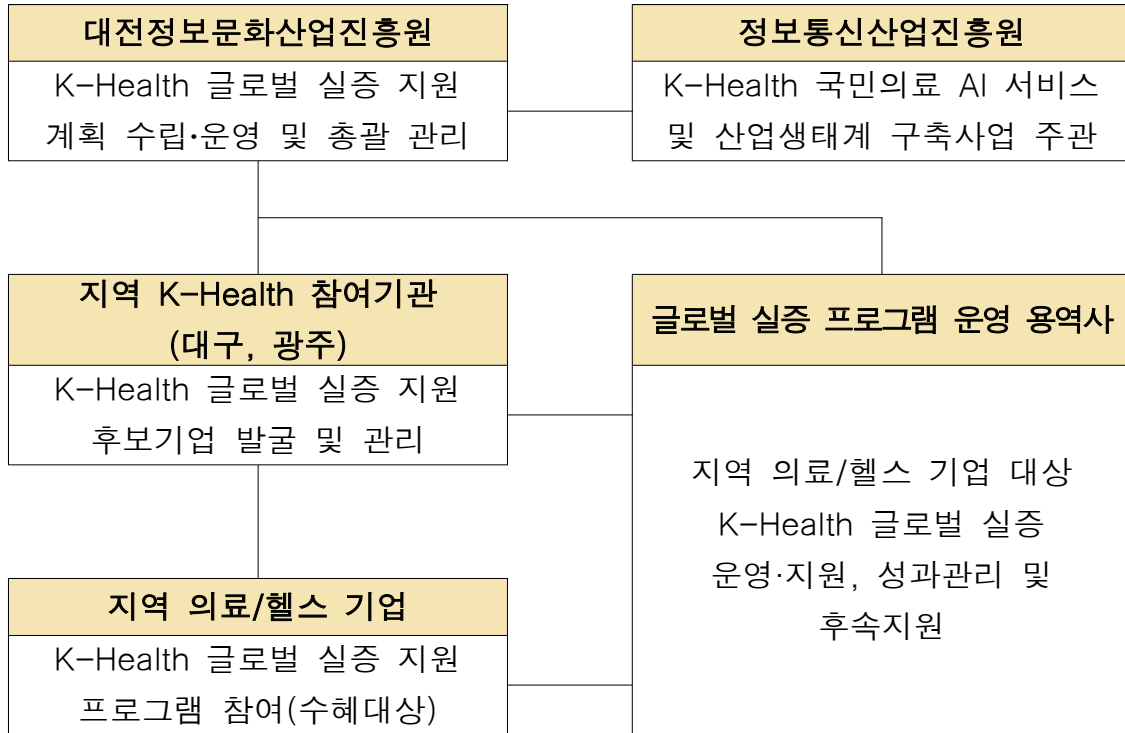 대전정보문화산업진흥원
K-Health 글로벌 실증 지원
계획 수립·운영 및 총괄 관리
정보통신산업진흥원
K-Health 국민의료 AI 서비스
및 산업생태계 구축사업 주관
지역 K-Health 참여기관
(대구, 광주)
K-Health 글로벌 실증 지원
후보기업 발굴 및 관리
글로벌 실증 프로그램 운영 용역사
지역 의료/헬스 기업 대상
K-Health 글로벌 실증
운영·지원, 성과관리 및
후속지원
지역 의료/헬스 기업
K-Health 글로벌 실증 지원
프로그램 참여(수혜대상)